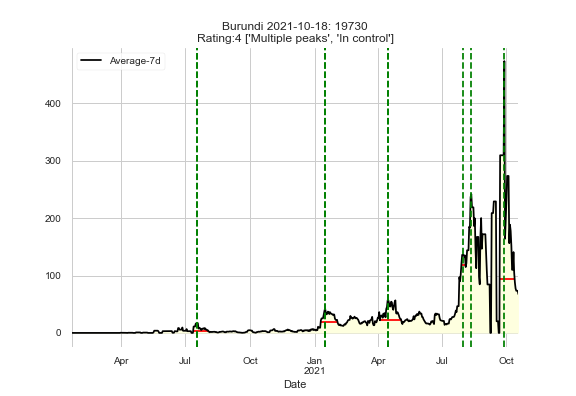 Burundi 2021-10-18: 19730
Rating:4 ['Multiple peaks', 'In control']
Average-7d
400
300
200
100
0
Apr Jul Oct Jan Apr Jul Oct
2021
Date